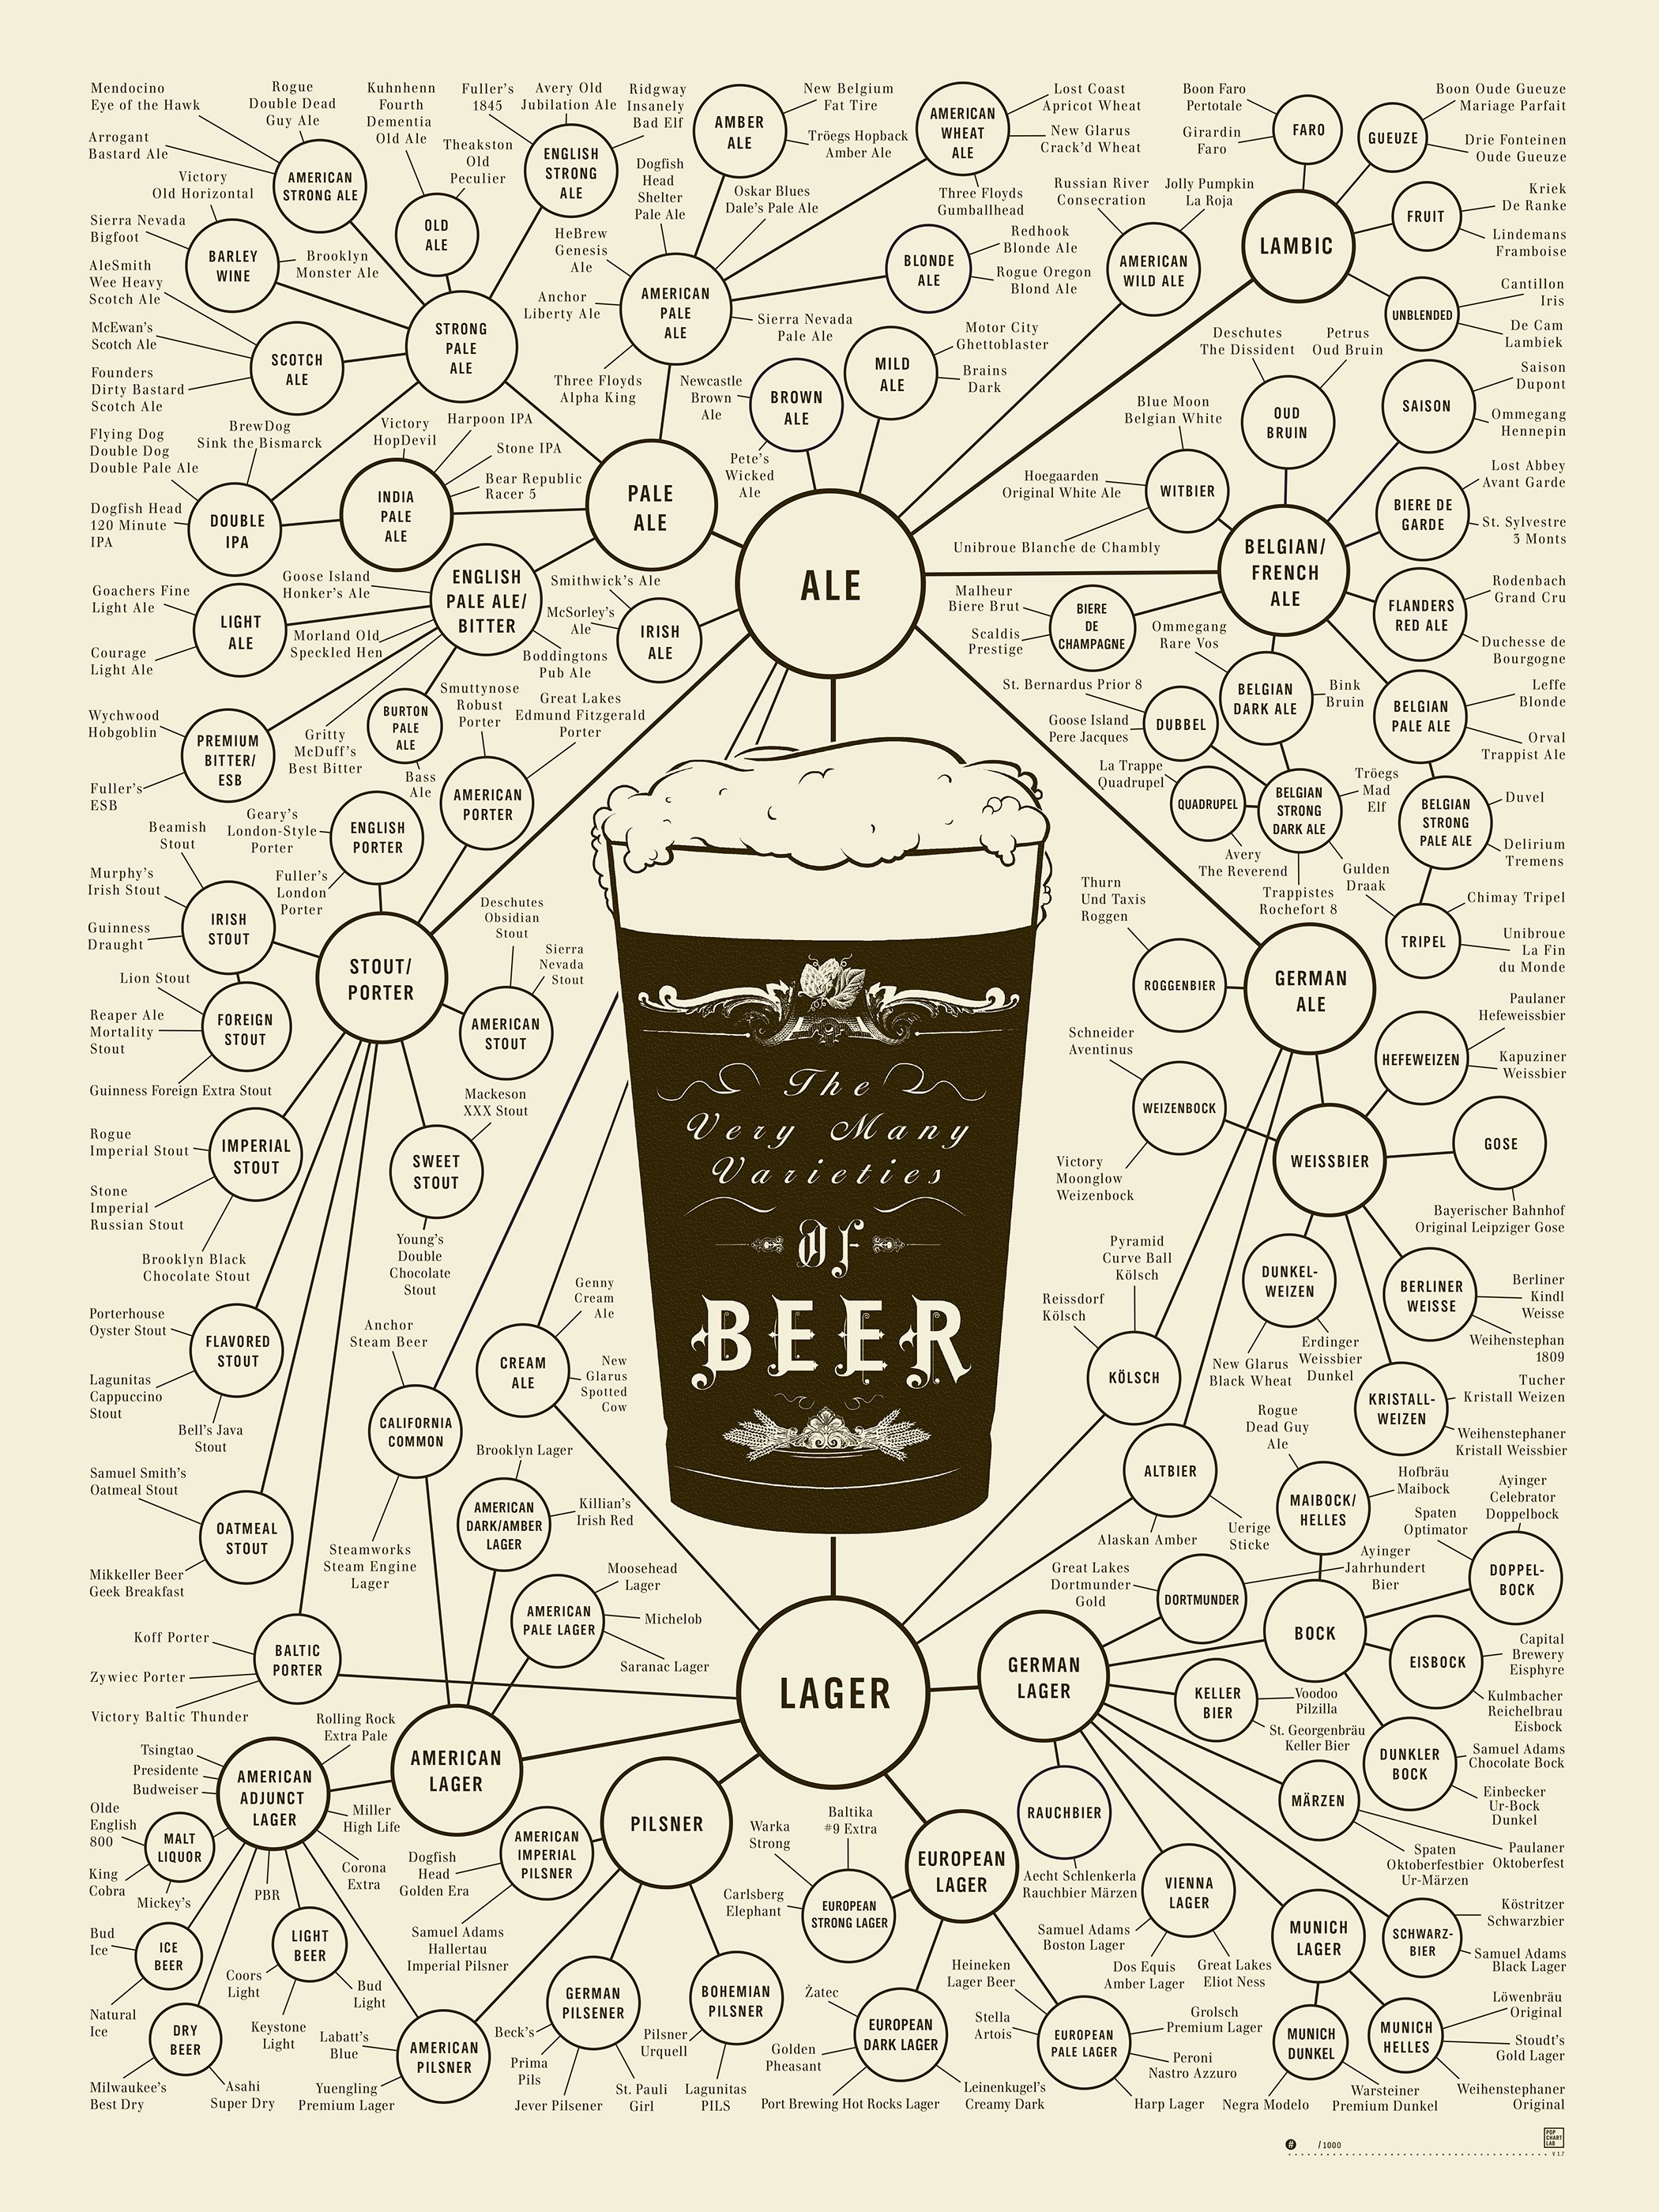 Mendocino
Eye of the Hawk
Rogue
Double Dead
Guy Ale
Kuhnhenn
Fourth
Dementia
Old Ale
Fuller's
1845
Avery Old
Jubilation Ale
Ridgway
Insanely
Bad Elf
AMBER
ALE
New Belgium
Fat Tire
Tröegs Hopback
Amber Ale
AMERICAN
WHEAT
ALE
Lost Coast
Apricot Wheat
New Glarus
Crack'd Wheat
Three Floyds
Gumballhead
Boon Faro
Pertotale
Girardin
Faro
FARO
GUEUZE
Boon Oude Gueuze
Mariage Parfait
Drie Fonteinen
Oude Gueuze
Arrogant
Bastard Ale
AMERICAN
STRONG ALE
Theakston
Old
Peculier
ENGLISH
STRONG
ALE
Dogfish
Head
Shelter
Pale Ale
Oskar Blues
Dale's Pale Ale
Russian River
Consecration
Jolly Pumpkin
La Roja
FRUIT
Kriek
De Ranke
Lindemans
Framboise
Victory
Old Horizontal
Sierra Nevada
Bigfoot
BARLEY
WINE
Brooklyn
Monster Ale
OLD
ALE
HeBrew
Genesis
Ale
BLONDE
ALE
Redhook
Blonde Ale
Rogue Oregon
Blond Ale
AMERICAN
WILD ALE
LAMBIC
AleSmith
Wee Heavy
Scotch Ale
Anchor
Liberty Ale
AMERICAN
PALE
ALE
Sierra Nevada
Pale Ale
UNBLENDED
Cantillon
Iris
De Cam
Lambiek
McEwan's
Scotch Ale
SCOTCH
ALE
STRONG
PALE
ALE
Three Floyds
Alpha King
Newcastle
Brown
Ale
BROWN
ALE
MILD
ALE
Motor City
Ghettoblaster
Brains
Dark
Deschutes
The Dissident
Petrus
Oud Bruin
Founders
Dirty Bastard
Scotch Ale
OUD
BRUIN
SAISON
Saison
Dupont
Ommegang
Hennepin
Flying Dog
Double Dog
Double Pale Ale
BrewDog
Sink the Bismarck
Victory
HopDevil
Harpoon IPA
Stone IPA
Bear Republic
Racer 5
Pete's
Wicked
Ale
Blue Moon
Belgian White
Hoegaarden
Original White Ale
WITBIER
Unibroue Blanche de Chambly
Dogfish Head
120 Minute
IPA
DOUBLE
IPA
INDIA
PALE
ALE
PALE
ALE
ALE
BELGIAN/
FRENCH
ALE
BIERE DE
GARDE
Lost Abbey
Avant Garde
St. Sylvestre
3 Monts
Goachers Fine
Light Ale
Courage
Light Ale
LIGHT
ALE
Goose Island
Honker's Ale
Morland Old
Speckled Hen
ENGLISH
PALE ALE/
BITTER
Smithwick's Ale
McSorley's
Ale
IRISH
ALE
Boddingtons
Pub Ale
Malheur
Biere Brut
Scaldis
Prestige
BIERE
DE
CHAMPAGNE
FLANDERS
RED ALE
Rodenbach
Grand Cru
Duchesse de
Bourgogne
Wychwood
Hobgoblin
Fuller's
ESB
PREMIUM
BITTER/
ESB
Gritty
McDuff's
Best Bitter
BURTON
PALE
ALE
Bass
Ale
Smuttynose
Robust
Porter
Great Lakes
Edmund Fitzgerald
Porter
AMERICAN
PORTER
Ommegang
Rare Vos
BELGIAN
DARK ALE
Bink
Bruin
St. Bernardus Prior 8
Goose Island
Pere Jacques
DUBBEL
BELGIAN
PALE ALE
Leffe
Blonde
Orval
Trappist Ale
La Trappe
Quadrupel
QUADRUPEL
Avery
The Reverend
BELGIAN
STRONG
DARK ALE
Tröegs
Mad
Elf
Trappistes
Rochefort 8
Gulden
Draak
BELGIAN
STRONG
PALE ALE
Duvel
Delirium
Tremens
Beamish
Stout
Geary's
London-Style
Porter
ENGLISH
PORTER
Fuller's
London
Porter
Murphy's
Irish Stout
Guinness
Draught
IRISH
STOUT
Deschutes
Obsidian
Stout
Sierra
Nevada
Stout
Thurn
Und Taxis
Roggen
TRIPEL
Chimay Tripel
Unibroue
La Fin
du Monde
Lion Stout
Reaper Ale
Mortality
Stout
FOREIGN
STOUT
Guinness Foreign Extra Stout
STOUT/
PORTER
AMERICAN
STOUT
ROGGENBIER
GERMAN
ALE
Paulaner
Hefeweissbier
HEFEWEIZEN
Kapuziner
Weissbier
Schneider
Aventinus
WEIZENBOCK
Victory
Moonglow
Weizenbock
WEISSBIER
GOSE
Bayerischer Bahnhof
Original Leipziger Gose
Rogue
Imperial Stout
IMPERIAL
STOUT
Stone
Imperial
Russian Stout
Brooklyn Black
Chocolate Stout
Mackeson
XXX Stout
SWEET
STOUT
Young's
Double
Chocolate
Stout
The
Very Many
Varieties
OF
BEER
Pyramid
Curve Ball
Kölsch
Reissdorf
Kölsch
KÖLSCH
DUNKEL-
WEIZEN
New Glarus
Black Wheat
Erdinger
Weissbier
Dunkel
BERLINER
WEISSE
Berliner
Kindl
Weisse
Weihenstephan
1809
Porterhouse
Oyster Stout
FLAVORED
STOUT
Lagunitas
Cappuccino
Stout
Bell's Java
Stout
Anchor
Steam Beer
CALIFORNIA
COMMON
Steamworks
Steam Engine
Lager
Genny
Cream
Ale
CREAM
ALE
New
Glarus
Spotted
Cow
KRISTALL-
WEIZEN
Tucher
Kristall Weizen
Weihenstephaner
Kristall Weissbier
Samuel Smith's
Oatmeal Stout
OATMEAL
STOUT
Mikkeller Beer
Geek Breakfast
Brooklyn Lager
AMERICAN
DARK/AMBER
LAGER
Killian's
Irish Red
ALTBIER
Alaskan Amber
Uerige
Sticke
Rogue
Dead Guy
Ale
MAIBOCK/
HELLES
Hofbräu
Maibock
Ayinger
Celebrator
Doppelbock
Spaten
Optimator
DOPPEL-
BOCK
AMERICAN
PALE LAGER
Moosehead
Lager
Michelob
Saranac Lager
Great Lakes
Dortmunder
Gold
DORTMUNDER
Ayinger
Jahrhundert
Bier
Koff Porter
Zywiec Porter
Victory Baltic Thunder
BALTIC
PORTER
LAGER
GERMAN
LAGER
BOCK
EISBOCK
Capital
Brewery
Eisphyre
Kulmbacher
Reichelbrau
Eisbock
KELLER
BIER
Voodoo
Pilzilla
St. Georgenbräu
Keller Bier
DUNKLER
BOCK
Samuel Adams
Chocolate Bock
Einbecker
Ur-Bock
Dunkel
Rolling Rock
Extra Pale
Tsingtao
Presidente
Budweiser
AMERICAN
ADJUNCT
LAGER
AMERICAN
LAGER
Miller
High Life
Corona
Extra
PBR
Olde
English
800
King
Cobra
MALT
LIQUOR
Mickey's
PILSNER
AMERICAN
IMPERIAL
PILSNER
Dogfish
Head
Golden Era
Samuel Adams
Hallertau
Imperial Pilsner
Warka
Strong
Baltika
#9 Extra
Carlsberg
Elephant
EUROPEAN
STRONG LAGER
EUROPEAN
LAGER
RAUCHBIER
Aecht Schlenkerla
Rauchbier Märzen
MÄRZEN
Spaten
Oktoberfestbier
Ur-Märzen
Paulaner
Oktoberfest
VIENNA
LAGER
Samuel Adams
Boston Lager
Dos Equis
Amber Lager
Great Lakes
Eliot Ness
MUNICH
LAGER
SCHWARZ-
BIER
Köstritzer
Schwarzbier
Samuel Adams
Black Lager
Bud
Ice
ICE
BEER
Natural
Ice
LIGHT
BEER
Coors
Light
Keystone
Light
Bud
Light
DRY
BEER
Milwaukee's
Best Dry
Asahi
Super Dry
Labatt's
Blue
AMERICAN
PILSNER
Yuengling
Premium Lager
GERMAN
PILSENER
Beck's
Prima
Pils
Jever Pilsener
St. Pauli
Girl
BOHEMIAN
PILSNER
Pilsner
Urquell
Lagunitas
PILS
Žatec
Golden
Pheasant
EUROPEAN
DARK LAGER
Port Brewing Hot Rocks Lager
Leinenkugel's
Creamy Dark
Heineken
Lager Beer
Stella
Artois
EUROPEAN
PALE LAGER
Grolsch
Premium Lager
Peroni
Nastro Azzuro
Harp Lager
MUNICH
DUNKEL
Negra Modelo
Warsteiner
Premium Dunkel
MUNICH
HELLES
Löwenbräu
Original
Stoudt's
Gold Lager
Weihenstephaner
Original
# /1000
POP
CHART
LAB
V 1.7